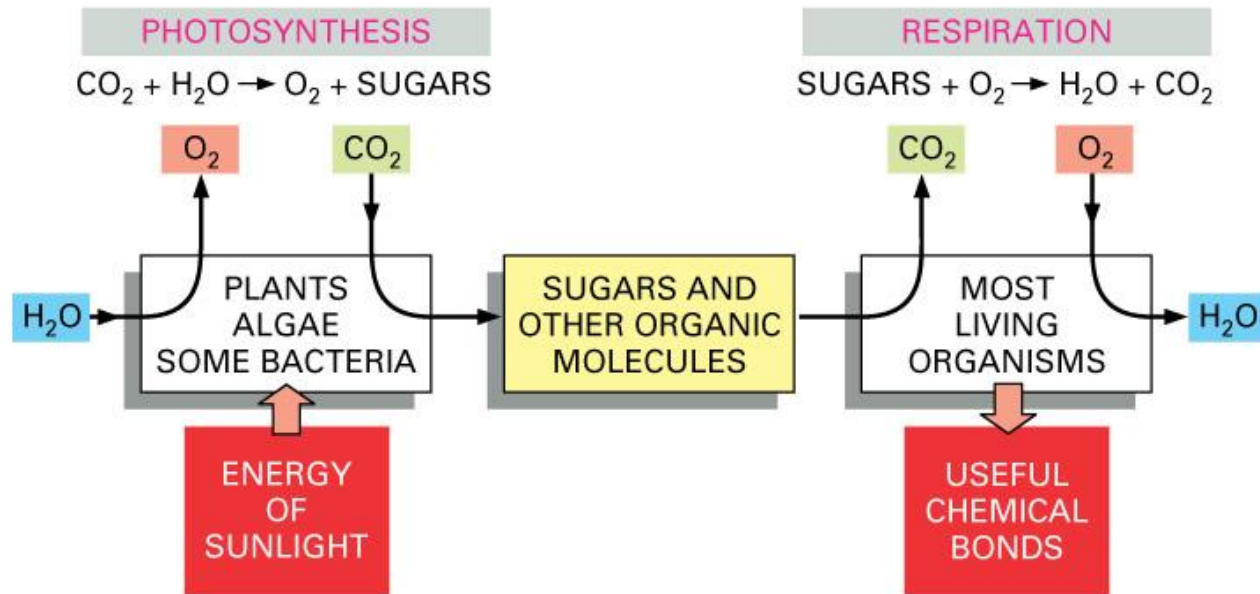 PHOTOSYNTHESIS
CO₂ + H₂O → O₂ + SUGARS
O₂
CO₂
H₂O
PLANTS
ALGAE
SOME BACTERIA
ENERGY
OF
SUNLIGHT
SUGARS AND
OTHER ORGANIC
MOLECULES
RESPIRATION
SUGARS + O₂ → H₂O + CO₂
CO₂
O₂
MOST
LIVING
ORGANISMS
H₂O
USEFUL
CHEMICAL
BONDS